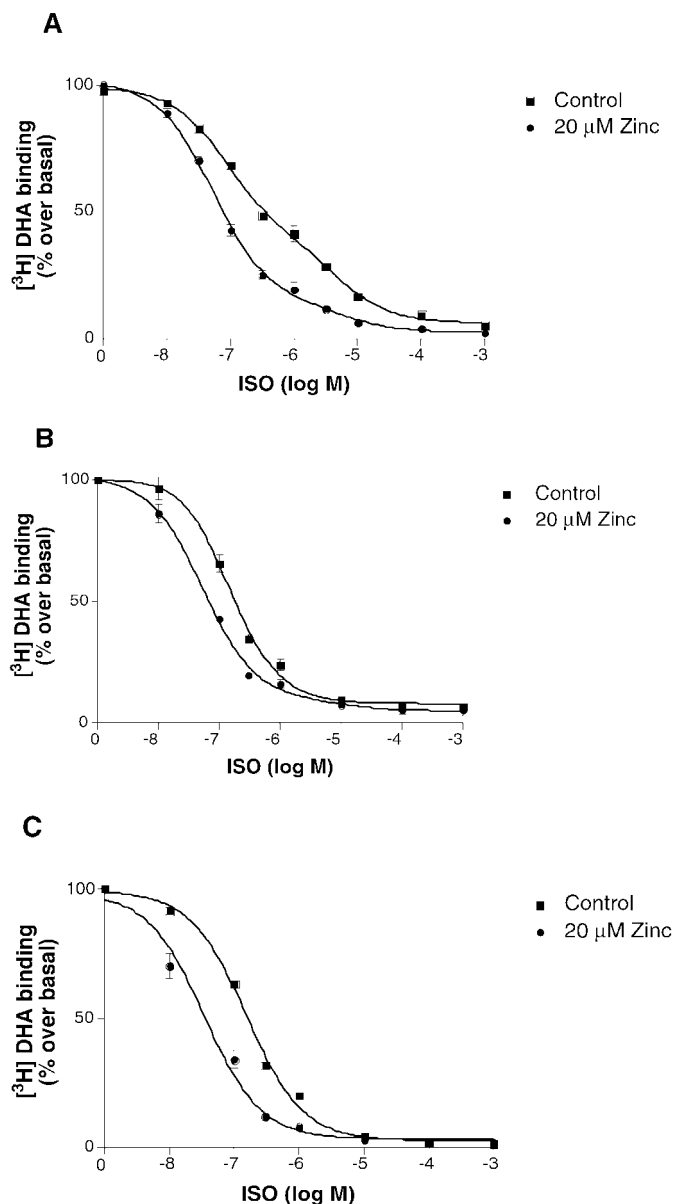 A
100
50
0
[³H] DHA binding
(% over basal)
0 -8 -7 -6 -5 -4 -3
ISO (log M)
Control
20 μM Zinc
B
100
50
0
[³H] DHA binding
(% over basal)
0 -8 -7 -6 -5 -4 -3
ISO (log M)
Control
20 μM Zinc
C
100
50
0
[³H] DHA binding
(% over basal)
0 -8 -7 -6 -5 -4 -3
ISO (log M)
Control
20 μM Zinc